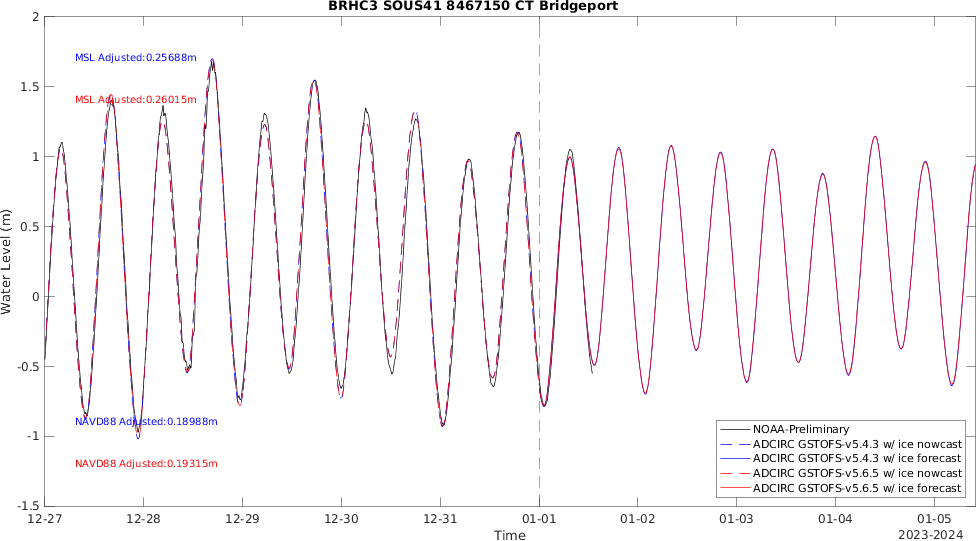 BRHC3 SOUS41 8467150 CT Bridgeport
2
MSL Adjusted:0.25688m
1.5
MSL Adjusted:0.26015m
1
0.5
Water Level (m)
0
-0.5
NAVD88 Adjusted:0.18988m
-1
NAVD88 Adjusted:0.19315m
-1.5
NOAA-Preliminary
ADCIRC GSTOFS-v5.4.3 w/ ice nowcast
ADCIRC GSTOFS-v5.4.3 w/ ice forecast
ADCIRC GSTOFS-v5.6.5 w/ ice nowcast
ADCIRC GSTOFS-v5.6.5 w/ ice forecast
12-27 12-28 12-29 12-30 12-31 01-01 01-02 01-03 01-04 01-05
Time
2023-2024